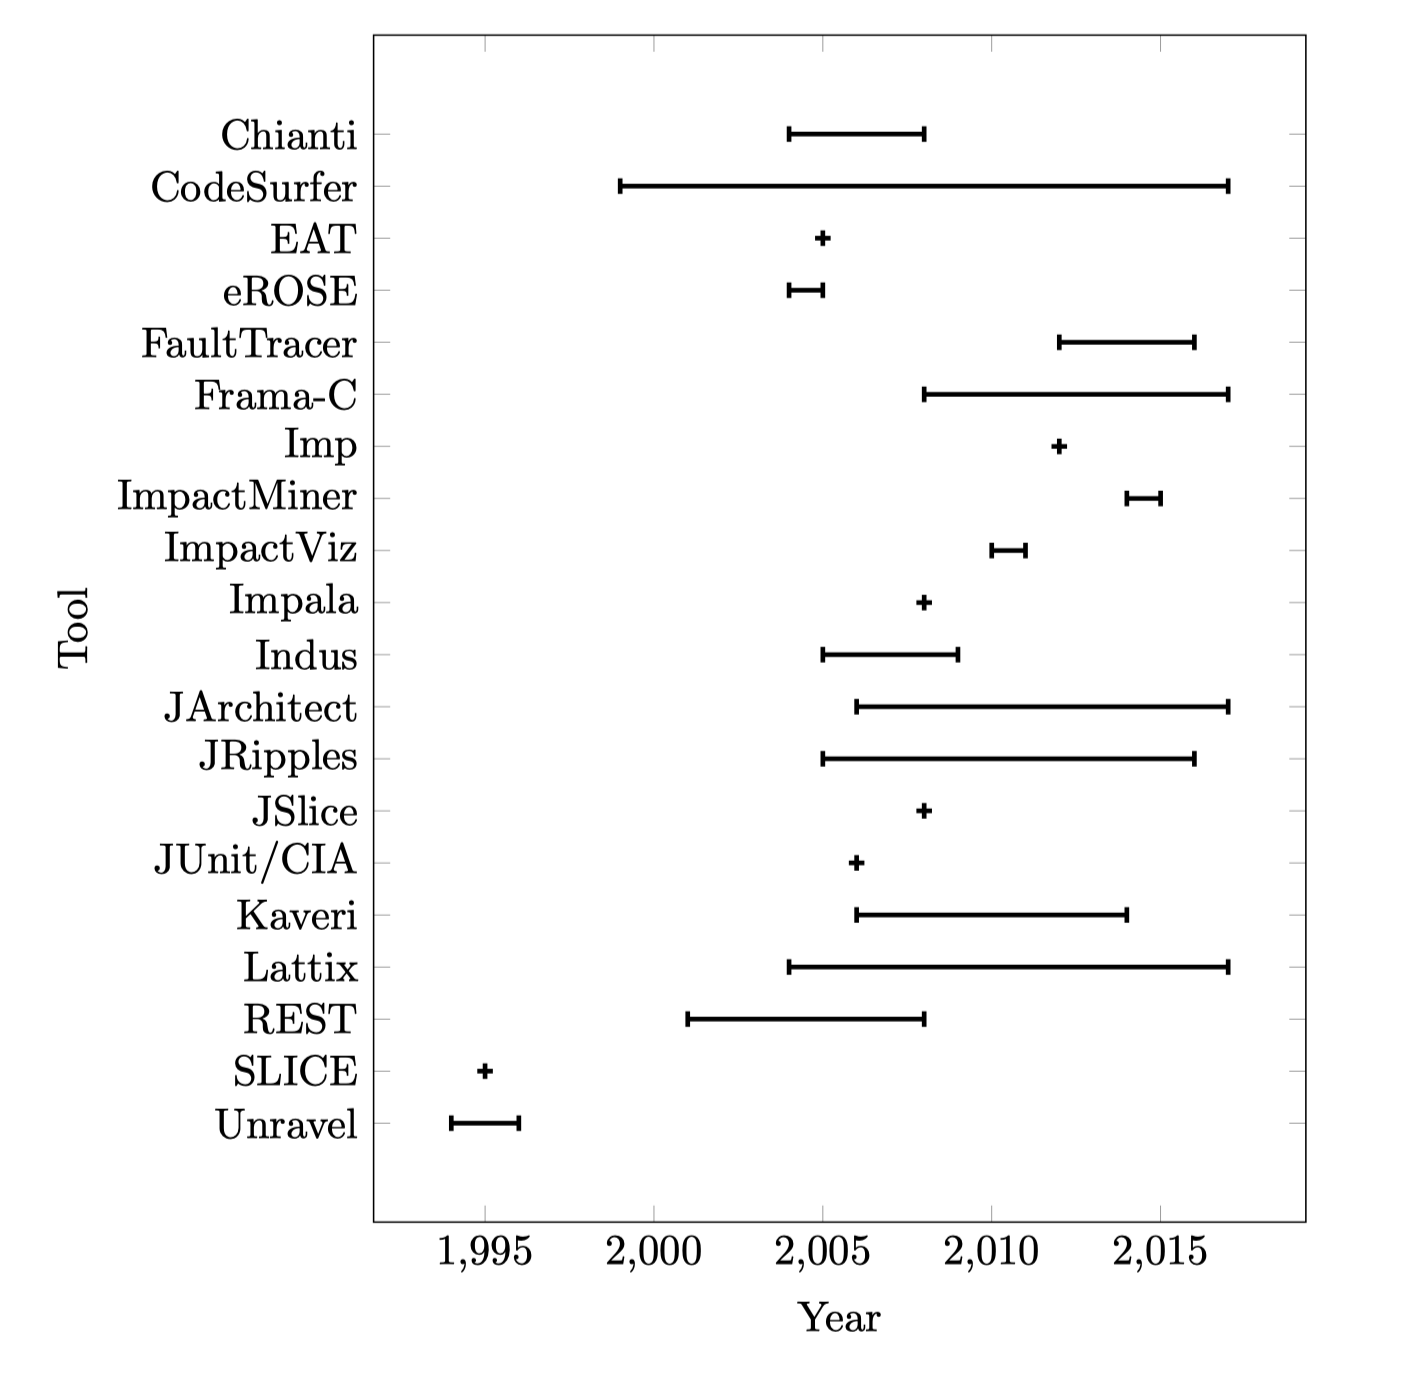 Chianti
CodeSurfer
EAT
eROSE
FaultTracer
Frama-C
Imp
ImpactMiner
ImpactViz
Impala
Indus
JArchitect
JRipples
JSlice
JUnit/CIA
Kaveri
Lattix
REST
SLICE
Unravel
Tool
1,995 2,000 2,005 2,010 2,015
Year